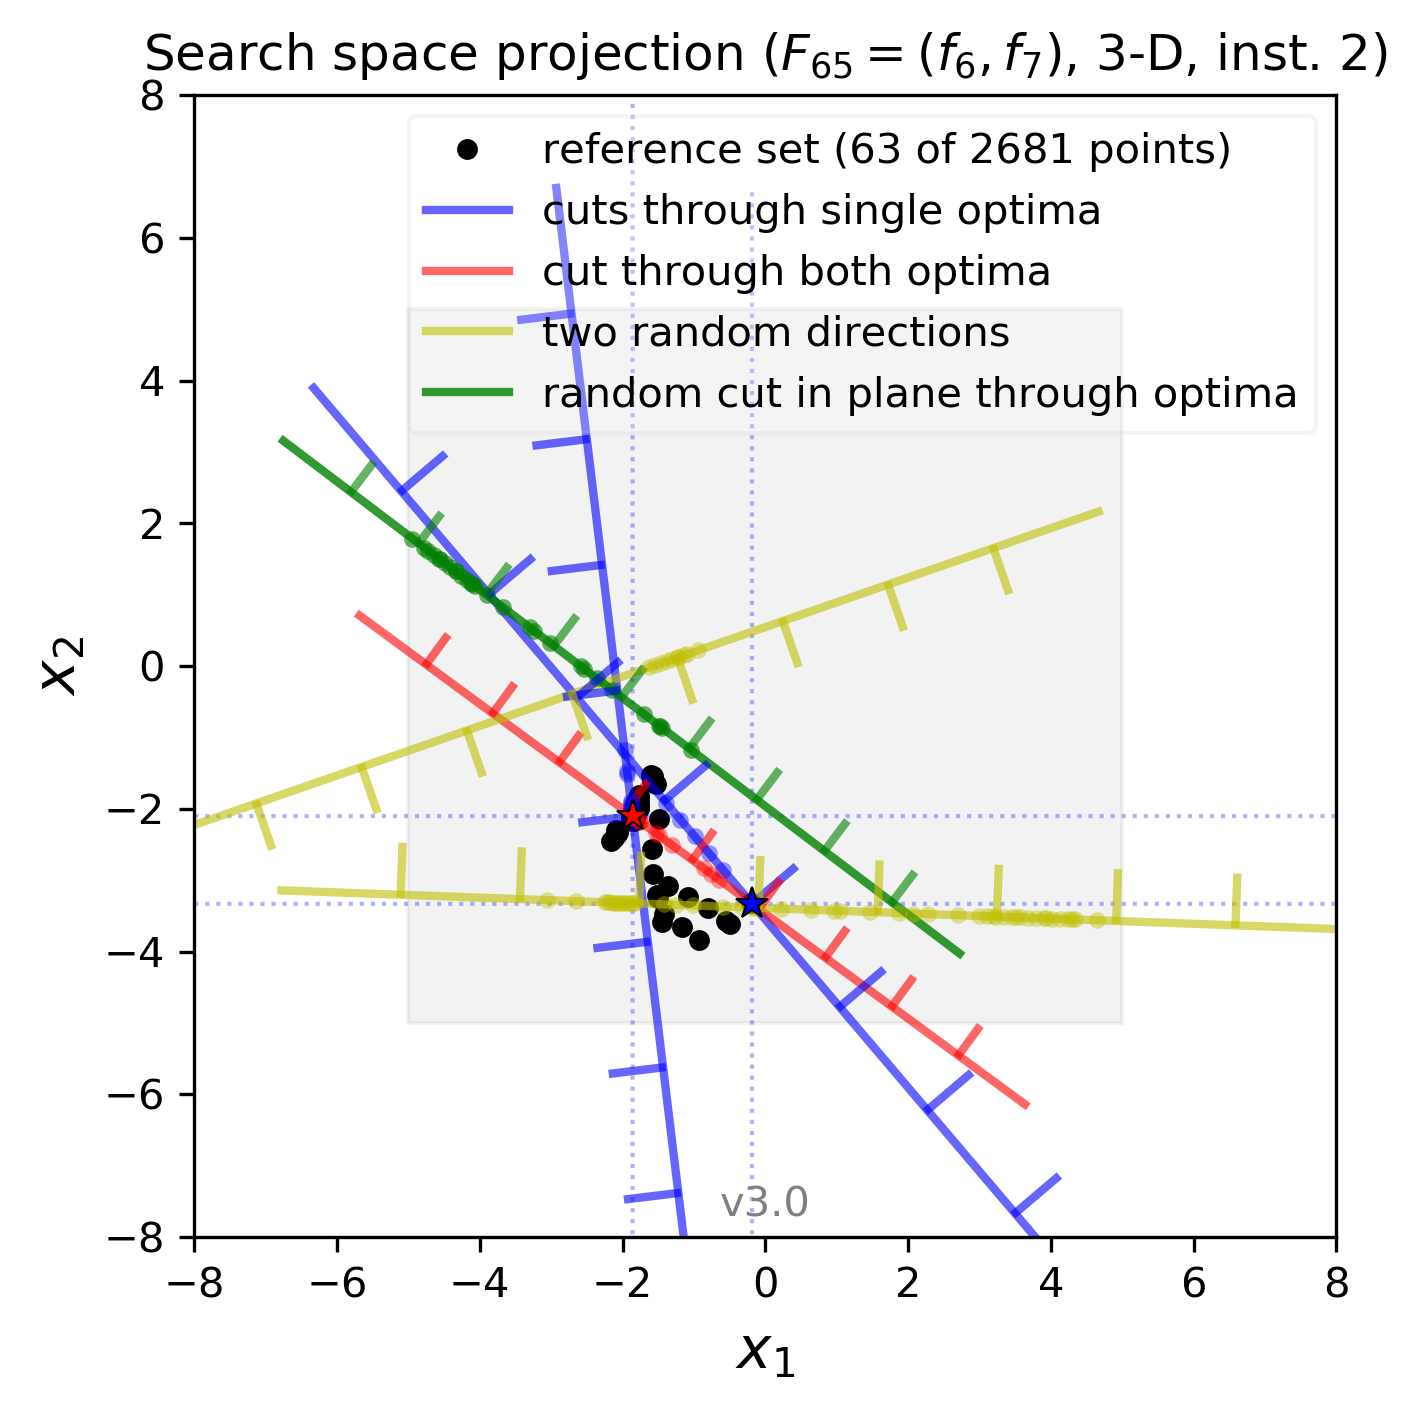 Search space projection (F65 = (f6, f7), 3-D, inst. 2)
8
6
4
2
0
−2
−4
−6
−8
x2
reference set (63 of 2681 points)
cuts through single optima
cut through both optima
two random directions
random cut in plane through optima
v3.0
−8 −6 −4 −2 0 2 4 6 8
x1